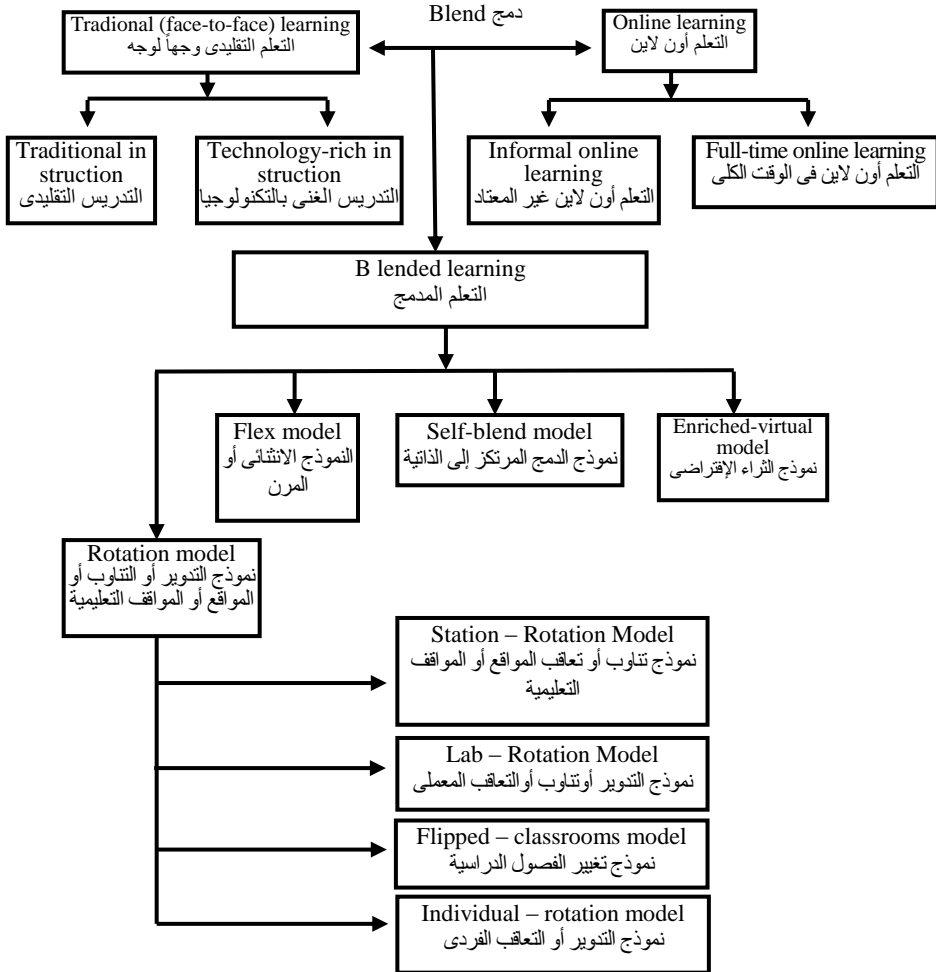 Blend دمج
Tradional (face-to-face) learning
التعلم التقليدى وجهاً لوجه
Online learning
التعلم أون لاين
Traditional in
struction
التدريس التقليدى
Technology-rich in
struction
التدريس الغنى بالتكنولوجيا
Informal online
learning
التعلم أون لاين غير المعتاد
Full-time online learning
التعلم أون لاين فى الوقت الكلى
B lended learning
التعلم المدمج
Flex model
النموذج الانثنائى أو
المرن
Self-blend model
نموذج الدمج المرتكز إلى الذاتية
Enriched-virtual
model
نموذج الثراء الإفتراضى
Rotation model
نموذج التدوير أو التناوب أو
المواقع أو المواقف التعليمية
Station – Rotation Model
نموذج تناوب أو تعاقب المواقع أو المواقف
التعليمية
Lab – Rotation Model
نموذج التدوير أوتناوب أوالتعاقب المعملى
Flipped – classrooms model
نموذج تغيير الفصول الدراسية
Individual – rotation model
نموذج التدوير أو التعاقب الفردى